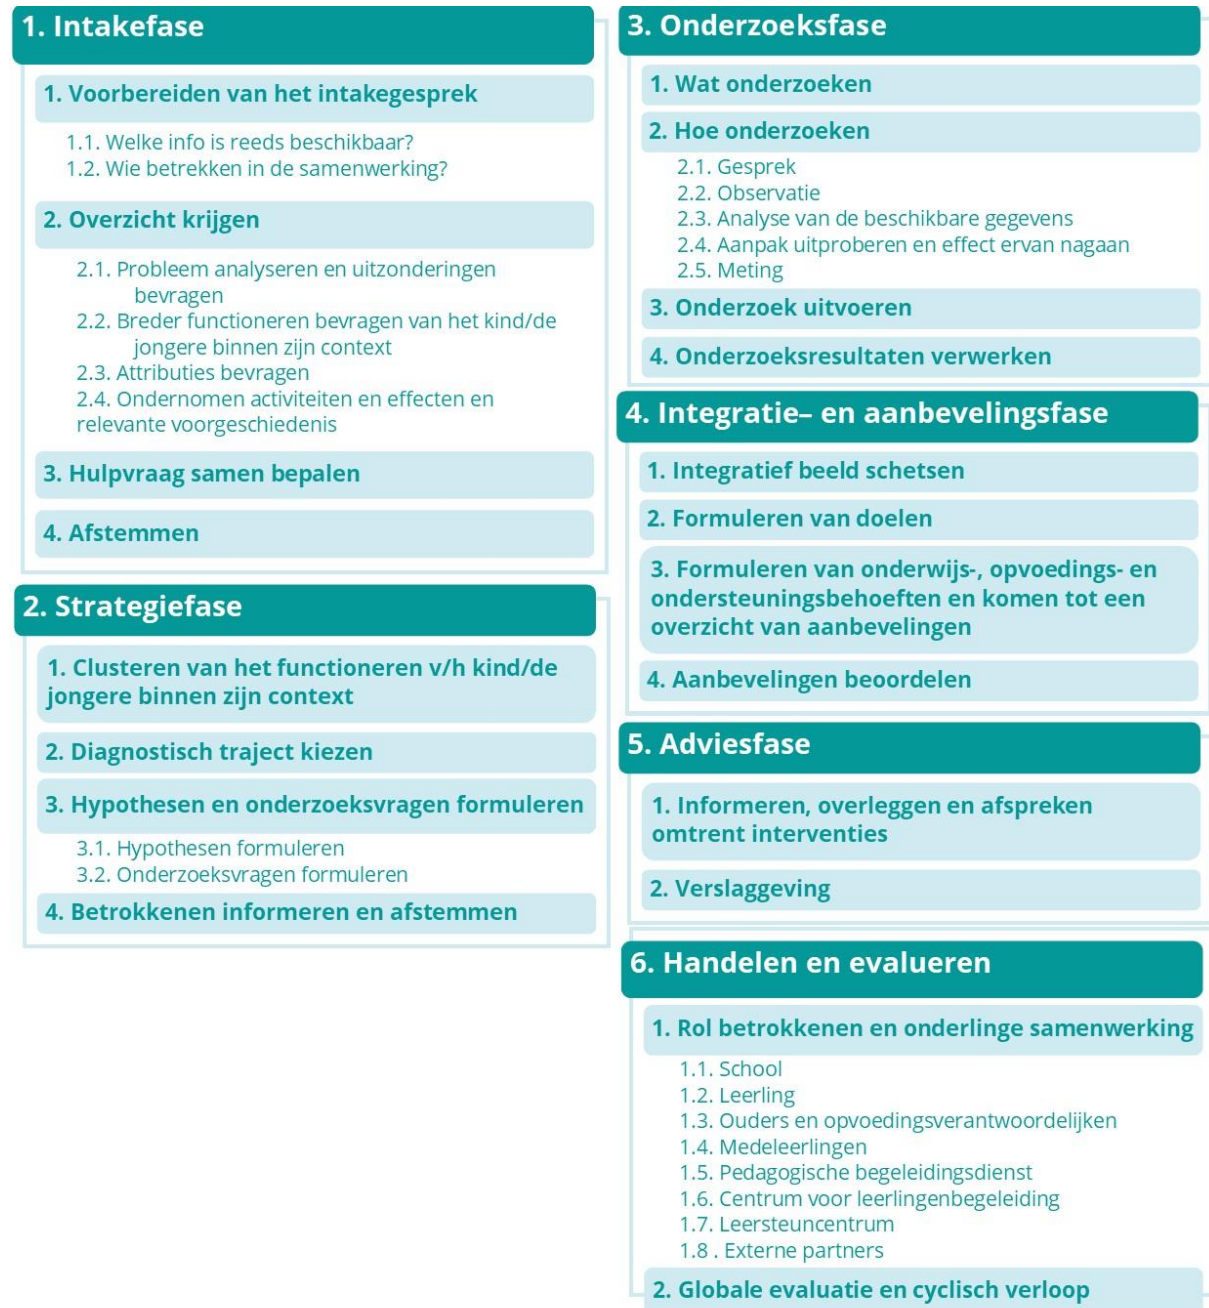 1. Intakefase
1. Voorbereiden van het intakegesprek
1.1. Welke info is reeds beschikbaar?
1.2. Wie betrekken in de samenwerking?
2. Overzicht krijgen
2.1. Probleem analyseren en uitzonderingen
bevragen
2.2. Breder functioneren bevragen van het kind/de
jongere binnen zijn context
2.3. Attributies bevragen
2.4. Ondernomen activiteiten en effecten en
relevante voorgeschiedenis
3. Hulpvraag samen bepalen
4. Afstemmen
2. Strategiefase
1. Clusteren van het functioneren v/h kind/de
jongere binnen zijn context
2. Diagnostisch traject kiezen
3. Hypothesen en onderzoeksvragen formuleren
3.1. Hypothesen formuleren
3.2. Onderzoeksvragen formuleren
4. Betrokkenen informeren en afstemmen
3. Onderzoeksfase
1. Wat onderzoeken
2. Hoe onderzoeken
2.1. Gesprek
2.2. Observatie
2.3. Analyse van de beschikbare gegevens
2.4. Aanpak uitproberen en effect ervan nagaan
2.5. Meting
3. Onderzoek uitvoeren
4. Onderzoeksresultaten verwerken
4. Integratie– en aanbevelingsfase
1. Integratief beeld schetsen
2. Formuleren van doelen
3. Formuleren van onderwijs-, opvoedings- en
ondersteuningsbehoeften en komen tot een
overzicht van aanbevelingen
4. Aanbevelingen beoordelen
5. Adviesfase
1. Informeren, overleggen en afspreken
omtrent interventies
2. Verslaggeving
6. Handelen en evalueren
1. Rol betrokkenen en onderlinge samenwerking
1.1. School
1.2. Leerling
1.3. Ouders en opvoedingsverantwoordelijken
1.4. Medeleerlingen
1.5. Pedagogische begeleidingsdienst
1.6. Centrum voor leerlingenbegeleiding
1.7. Leersteuncentrum
1.8 . Externe partners
2. Globale evaluatie en cyclisch verloop